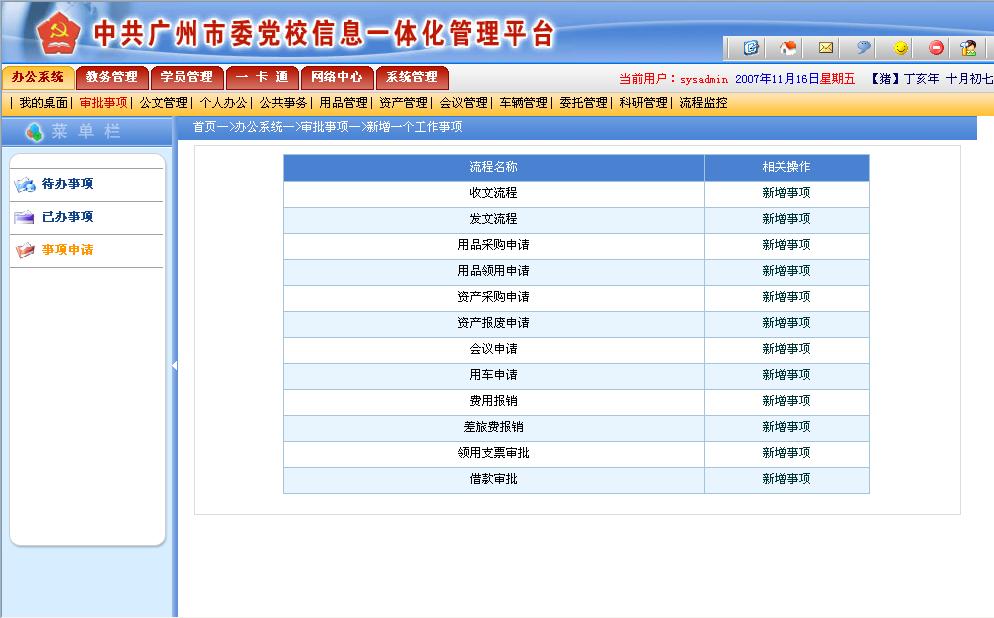 中共广州市委党校信息一体化管理平台
办公系统 教务管理 学员管理 一 卡 通 网络中心 系统管理
当前用户：sysadmin 2007年11月16日星期五 【猪】丁亥年 十月初七
| 我的桌面| 审批事项| 公文管理| 个人办公| 公共事务| 用品管理| 资产管理| 会议管理| 车辆管理| 委托管理| 科研管理| 流程监控
菜 单 栏
首页—>办公系统—>审批事项—>新增一个工作事项
待办事项
已办事项
事项申请
流程名称 相关操作
收文流程 新增事项
发文流程 新增事项
用品采购申请 新增事项
用品领用申请 新增事项
资产采购申请 新增事项
资产报废申请 新增事项
会议申请 新增事项
用车申请 新增事项
费用报销 新增事项
差旅费报销 新增事项
领用支票审批 新增事项
借款审批 新增事项